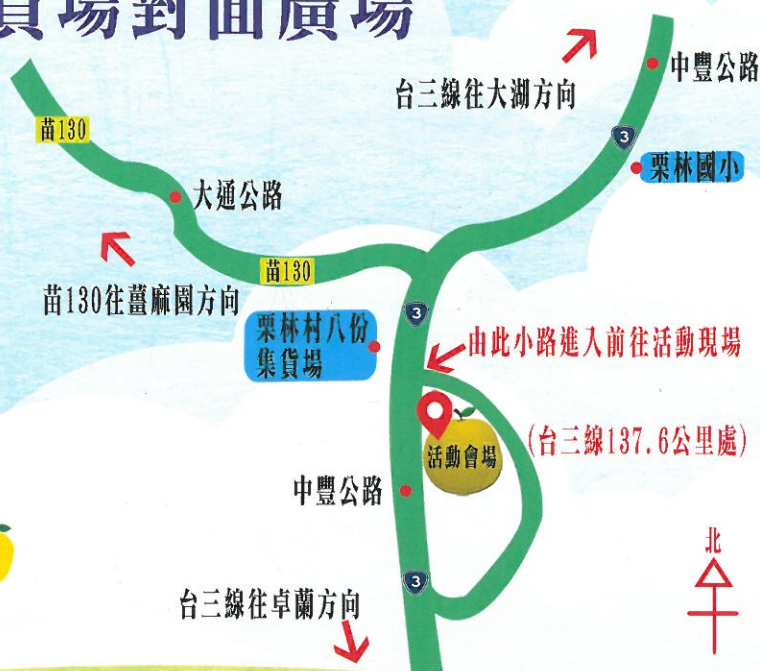 貨場對面廣場
中豐公路
台三線往大湖方向
苗130
3
栗林國小
大通公路
苗130
苗130往薑麻園方向
3
栗林村八份
集貨場
由此小路進入前往活動現場
(台三線137.6公里處)
活動會場
中豐公路
北
3
台三線往卓蘭方向